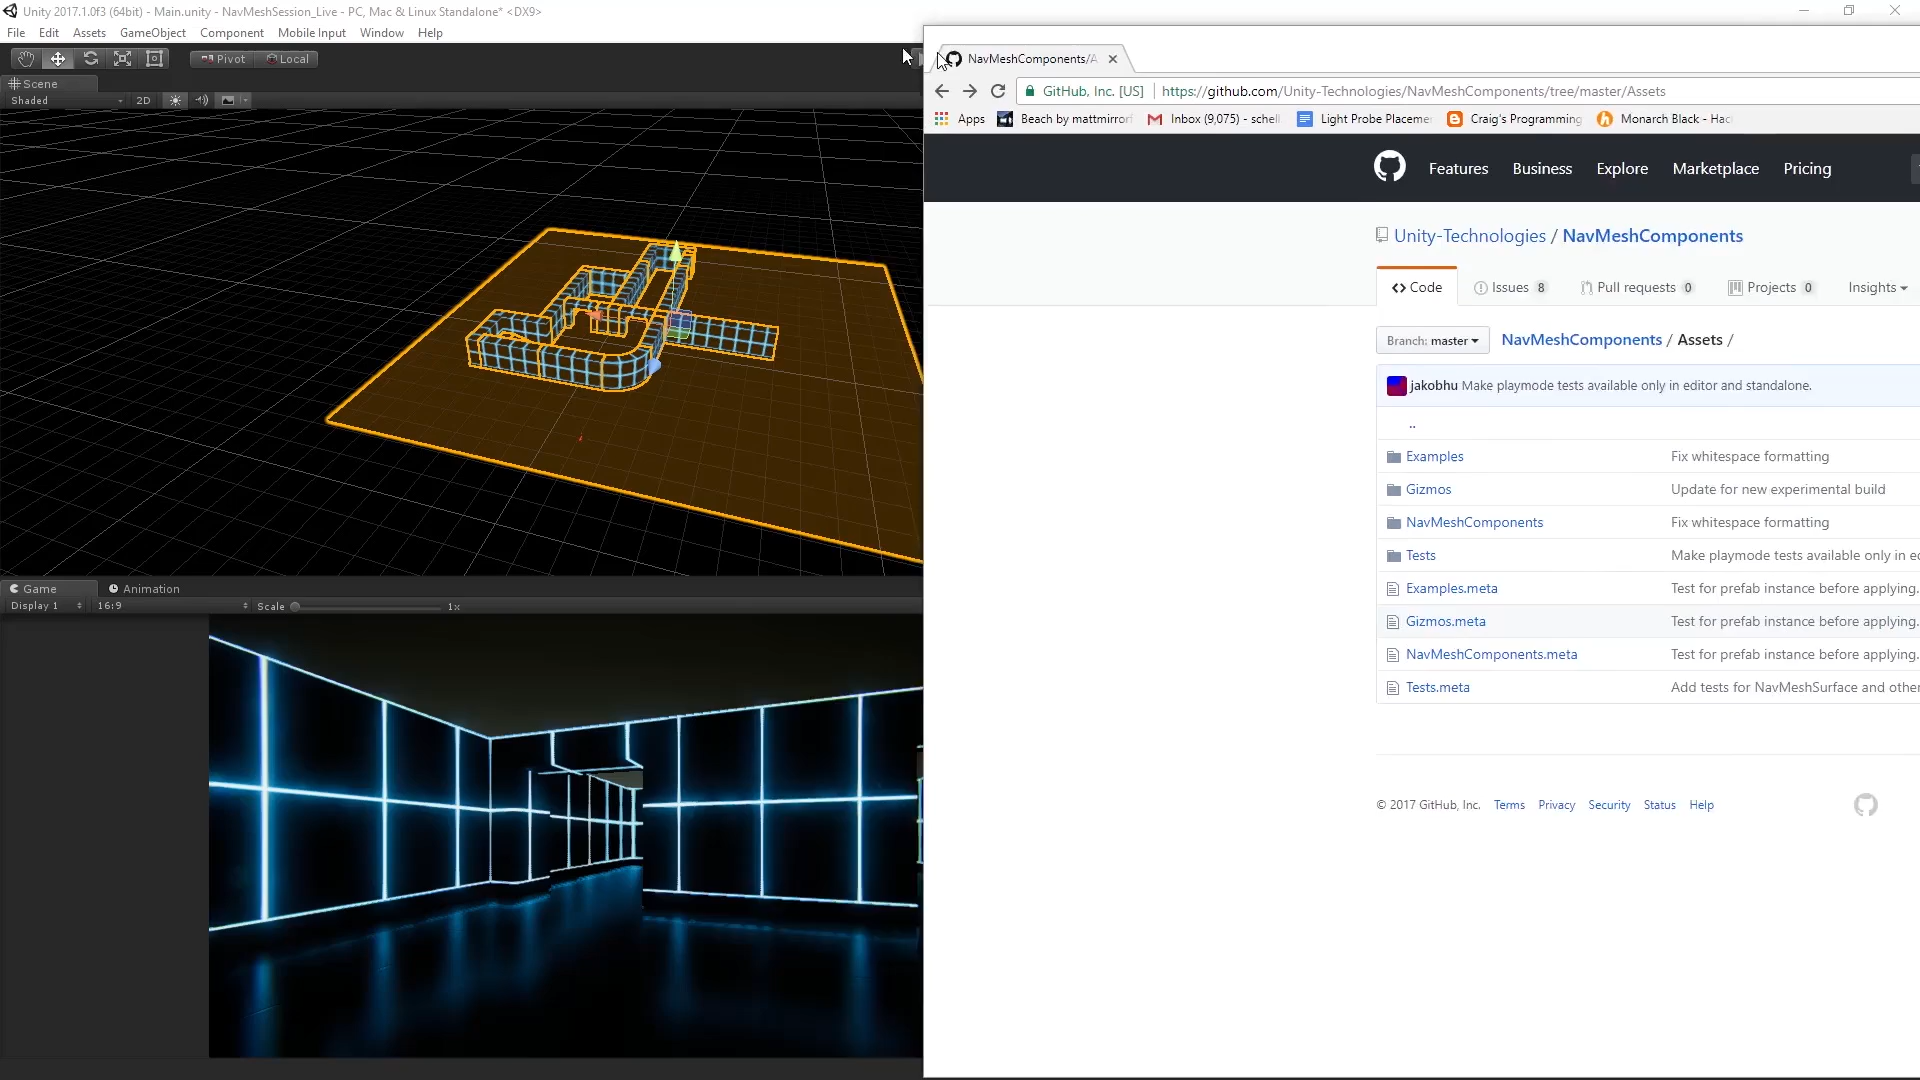 Unity 2017.1.0f3 (64bit) - Main.unity - NavMeshSession_Live - PC, Mac & Linux Standalone* <DX9>
File Edit Assets GameObject Component Mobile Input Window Help
Pivot Local
Scene
Shaded 2D
Game Animation
Display 1 16:9 Scale 1x
NavMeshComponents/A
GitHub, Inc. [US] https://github.com/Unity-Technologies/NavMeshComponents/tree/master/Assets
Apps Beach by mattmirror Inbox (9,075) - schell Light Probe Placeme Craig's Programming Monarch Black - Hac
Features Business Explore Marketplace Pricing
Unity-Technologies / NavMeshComponents
Code Issues 8 Pull requests 0 Projects 0 Insights
Branch: master NavMeshComponents / Assets /
jakobhu Make playmode tests available only in editor and standalone.
..
Examples Fix whitespace formatting
Gizmos Update for new experimental build
NavMeshComponents Fix whitespace formatting
Tests Make playmode tests available only in e
Examples.meta Test for prefab instance before applying.
Gizmos.meta Test for prefab instance before applying.
NavMeshComponents.meta Test for prefab instance before applying.
Tests.meta Add tests for NavMeshSurface and other
© 2017 GitHub, Inc. Terms Privacy Security Status Help